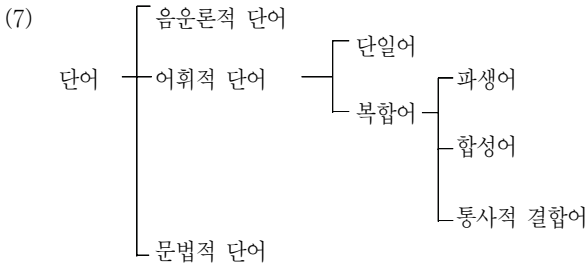 (7)
음운론적 단어
단일어
단어
어휘적 단어
파생어
복합어
합성어
통사적 결합어
문법적 단어